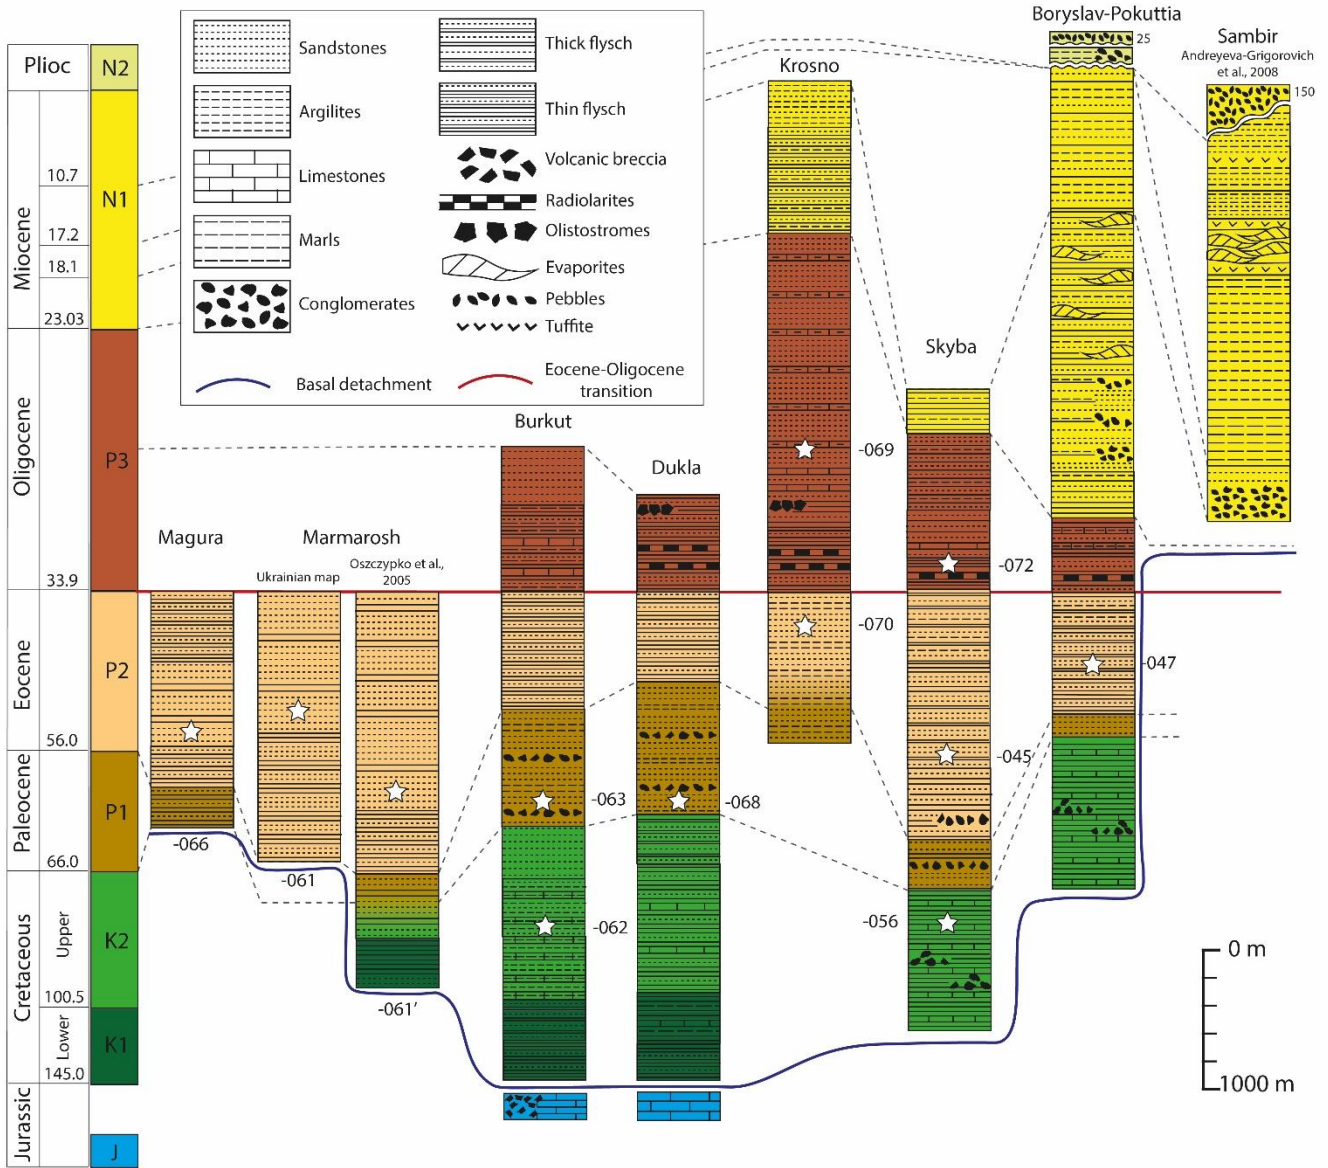 Plioc
N2
Miocene
10.7
17.2
18.1
23.03
N1
Oligocene
33.9
P3
Eocene
56.0
P2
Paleocene
66.0
P1
Cretaceous
Upper
100.5
K2
Lower
145.0
K1
Jurassic
J
Sandstones
Argilites
Limestones
Marls
Conglomerates
Basal detachment
Thick flysch
Thin flysch
Volcanic breccia
Radiolarites
Olistostromes
Evaporites
Pebbles
Tuffite
Eocene-Oligocene
transition
Magura
-066
Marmarosh
Ukrainian map
-061
Oszczypko et al.,
2005
-061'
Burkut
-063
-062
Dukla
-068
Krosno
-069
-070
Skyba
-072
-045
-056
Boryslav-Pokuttia
25
-047
Sambir
Andreyeva-Grigorovich
et al., 2008
150
0 m
1000 m